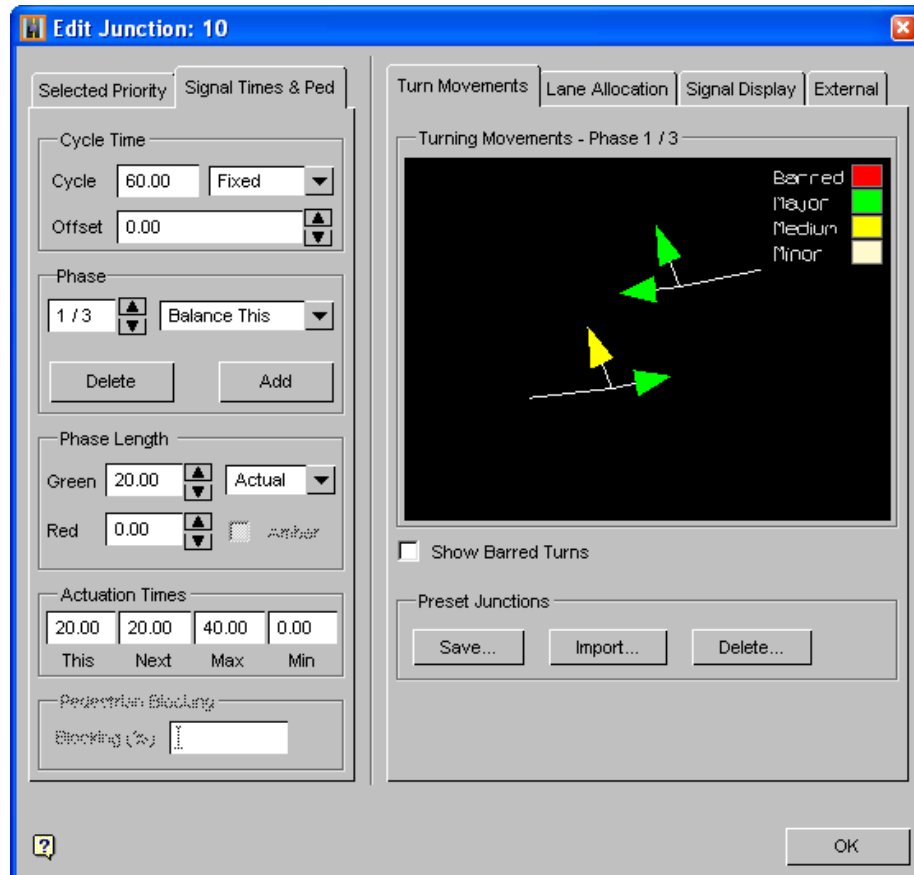 Edit Junction: 10
Selected Priority
Signal Times & Ped
Cycle Time
Cycle 60.00 Fixed
Offset 0.00
Phase
1 / 3 Balance This
Delete Add
Phase Length
Green 20.00 Actual
Red 0.00 Amber
Actuation Times
20.00 20.00 40.00 0.00
This Next Max Min
Pedestrian Blocking
Blocking (%)
Turn Movements Lane Allocation Signal Display External
Turning Movements - Phase 1 / 3
Barred
Major
Medium
Minor
Show Barred Turns
Preset Junctions
Save... Import... Delete...
?
OK